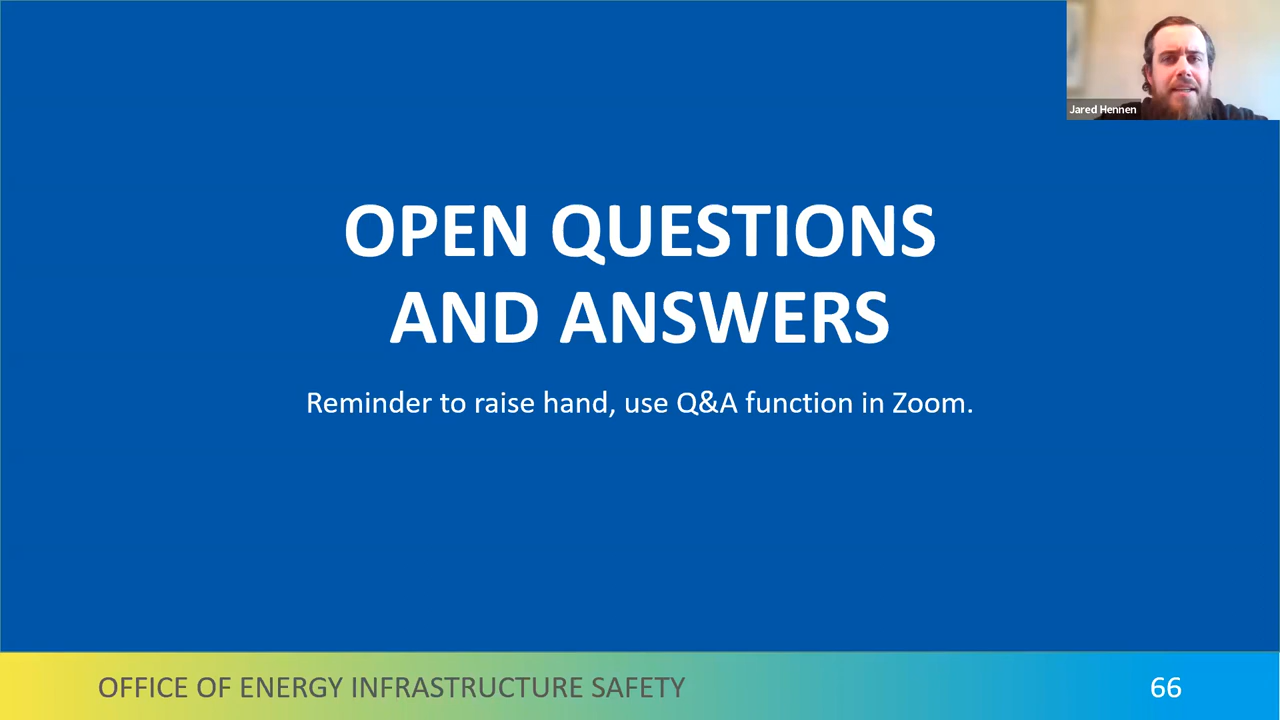 Jared Hennen
OPEN QUESTIONS
AND ANSWERS
Reminder to raise hand, use Q&A function in Zoom.
OFFICE OF ENERGY INFRASTRUCTURE SAFETY
66